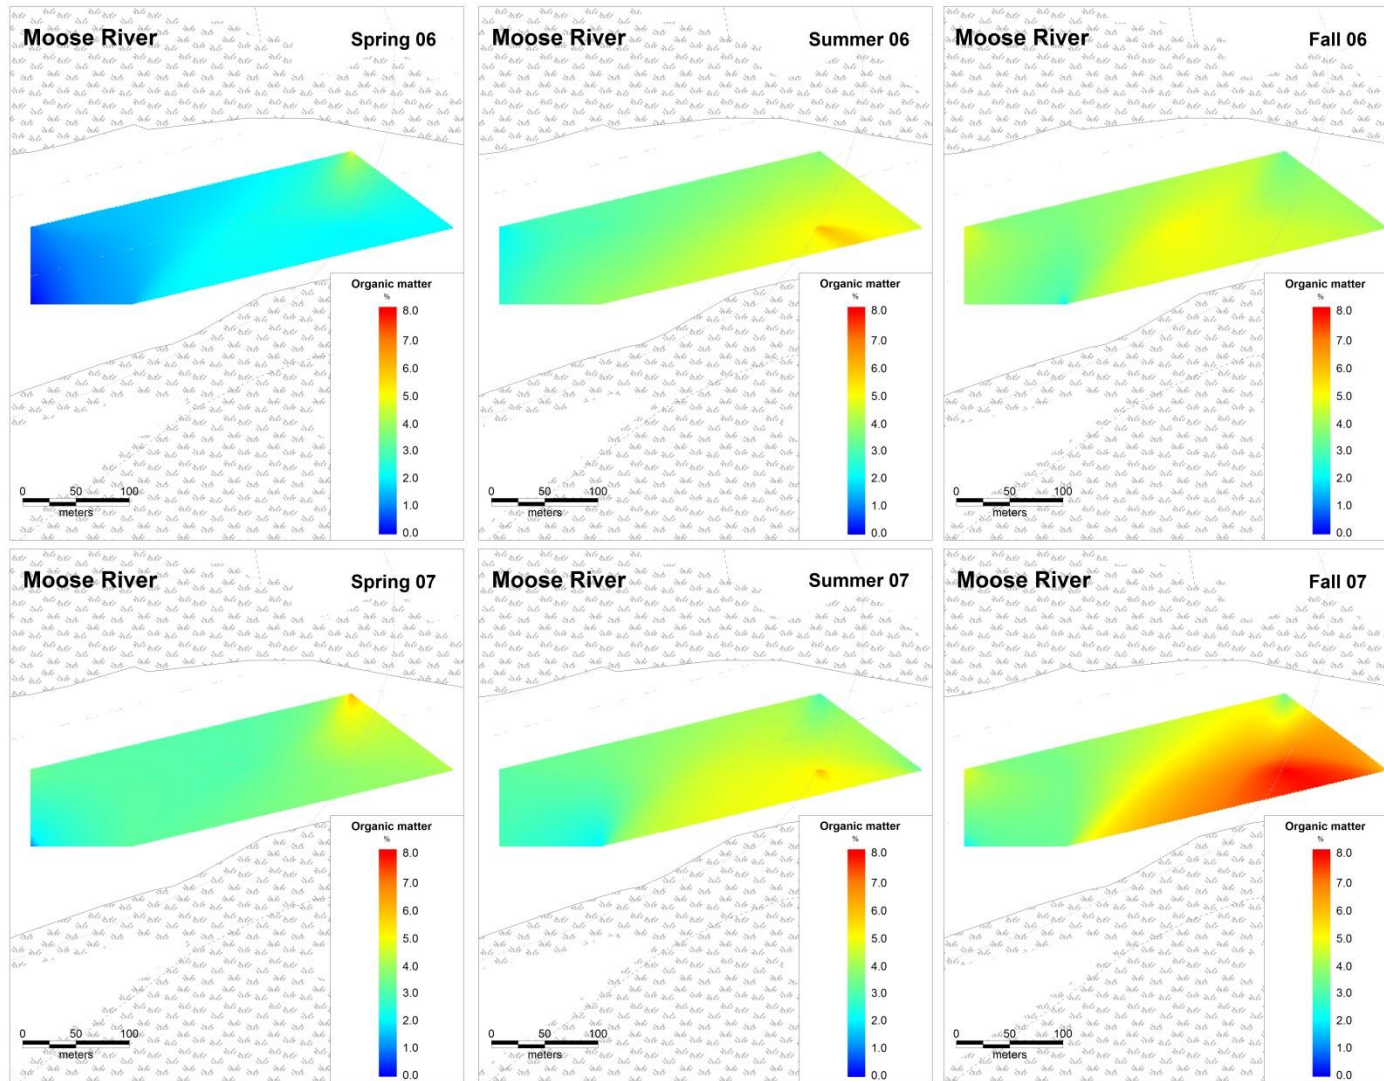 Moose River Spring 06
Organic matter
%
8.0
7.0
6.0
5.0
4.0
3.0
2.0
1.0
0.0
0 50 100
meters
Moose River Summer 06
Organic matter
%
8.0
7.0
6.0
5.0
4.0
3.0
2.0
1.0
0.0
0 50 100
meters
Moose River Fall 06
Organic matter
%
8.0
7.0
6.0
5.0
4.0
3.0
2.0
1.0
0.0
0 50 100
meters
Moose River Spring 07
Organic matter
%
8.0
7.0
6.0
5.0
4.0
3.0
2.0
1.0
0.0
0 50 100
meters
Moose River Summer 07
Organic matter
%
8.0
7.0
6.0
5.0
4.0
3.0
2.0
1.0
0.0
0 50 100
meters
Moose River Fall 07
Organic matter
%
8.0
7.0
6.0
5.0
4.0
3.0
2.0
1.0
0.0
0 50 100
meters